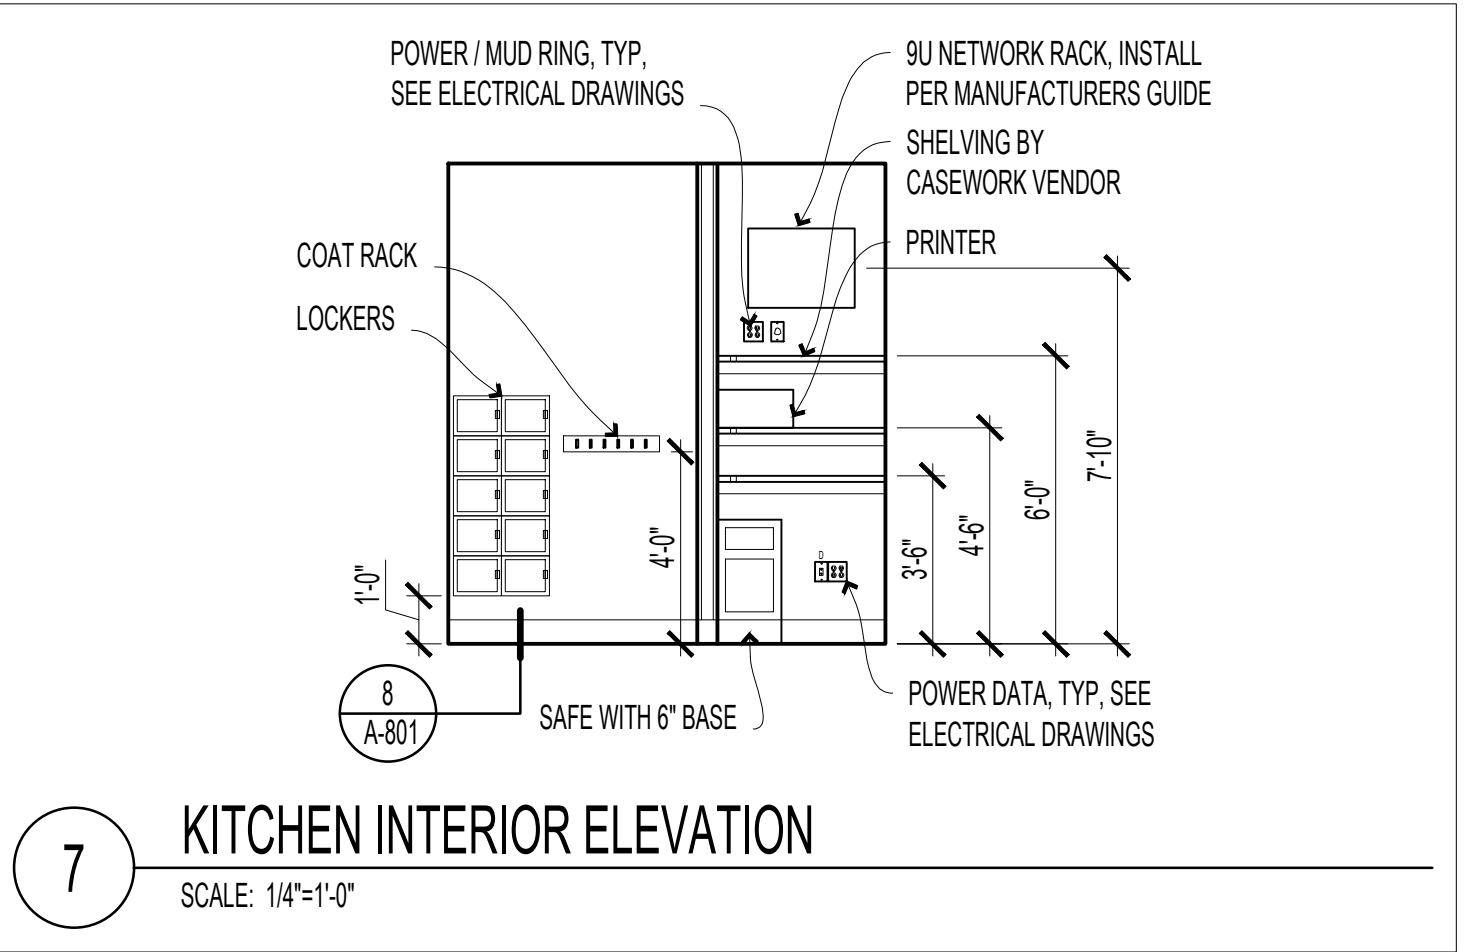 POWER / MUD RING, TYP,
SEE ELECTRICAL DRAWINGS
9U NETWORK RACK, INSTALL
PER MANUFACTURERS GUIDE
SHELVING BY
CASEWORK VENDOR
PRINTER
COAT RACK
LOCKERS
7'-10"
6'-0"
4'-6"
3'-6"
4'-0"
1'-0"
D
8
A-801
SAFE WITH 6" BASE
POWER DATA, TYP, SEE
ELECTRICAL DRAWINGS
7
KITCHEN INTERIOR ELEVATION
SCALE: 1/4"=1'-0"